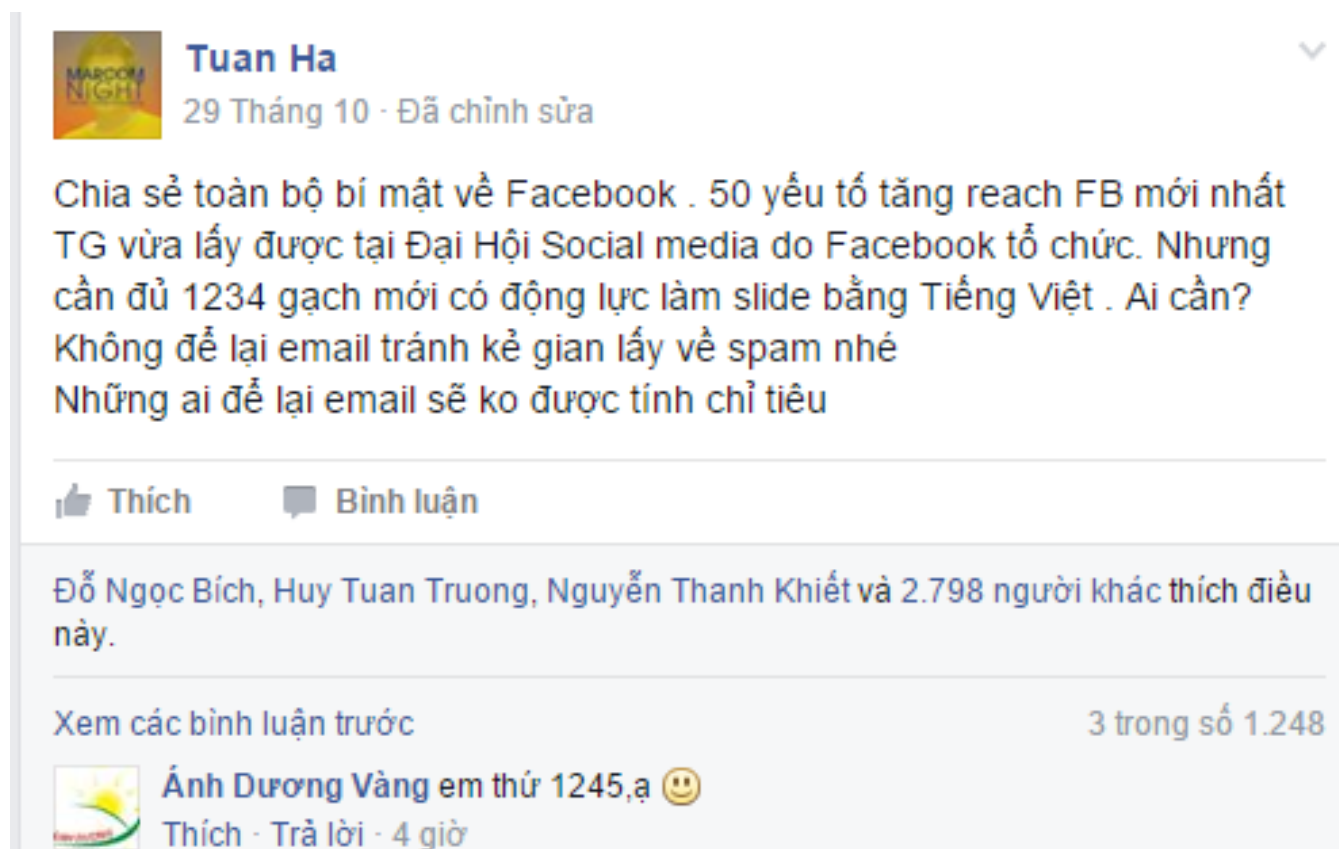 MARCOM
NIGHT
Tuan Ha
29 Tháng 10 · Đã chỉnh sửa
Chia sẻ toàn bộ bí mật về Facebook . 50 yếu tố tăng reach FB mới nhất
TG vừa lấy được tại Đại Hội Social media do Facebook tổ chức. Nhưng
cần đủ 1234 gạch mới có động lực làm slide bằng Tiếng Việt . Ai cần?
Không để lại email tránh kẻ gian lấy về spam nhé
Những ai để lại email sẽ ko được tính chỉ tiêu
Thích Bình luận
Đỗ Ngọc Bích, Huy Tuan Truong, Nguyễn Thanh Khiết và 2.798 người khác thích điều
này.
Xem các bình luận trước 3 trong số 1.248
Ánh Dương Vàng em thứ 1245,ạ
Thích · Trả lời · 4 giờ